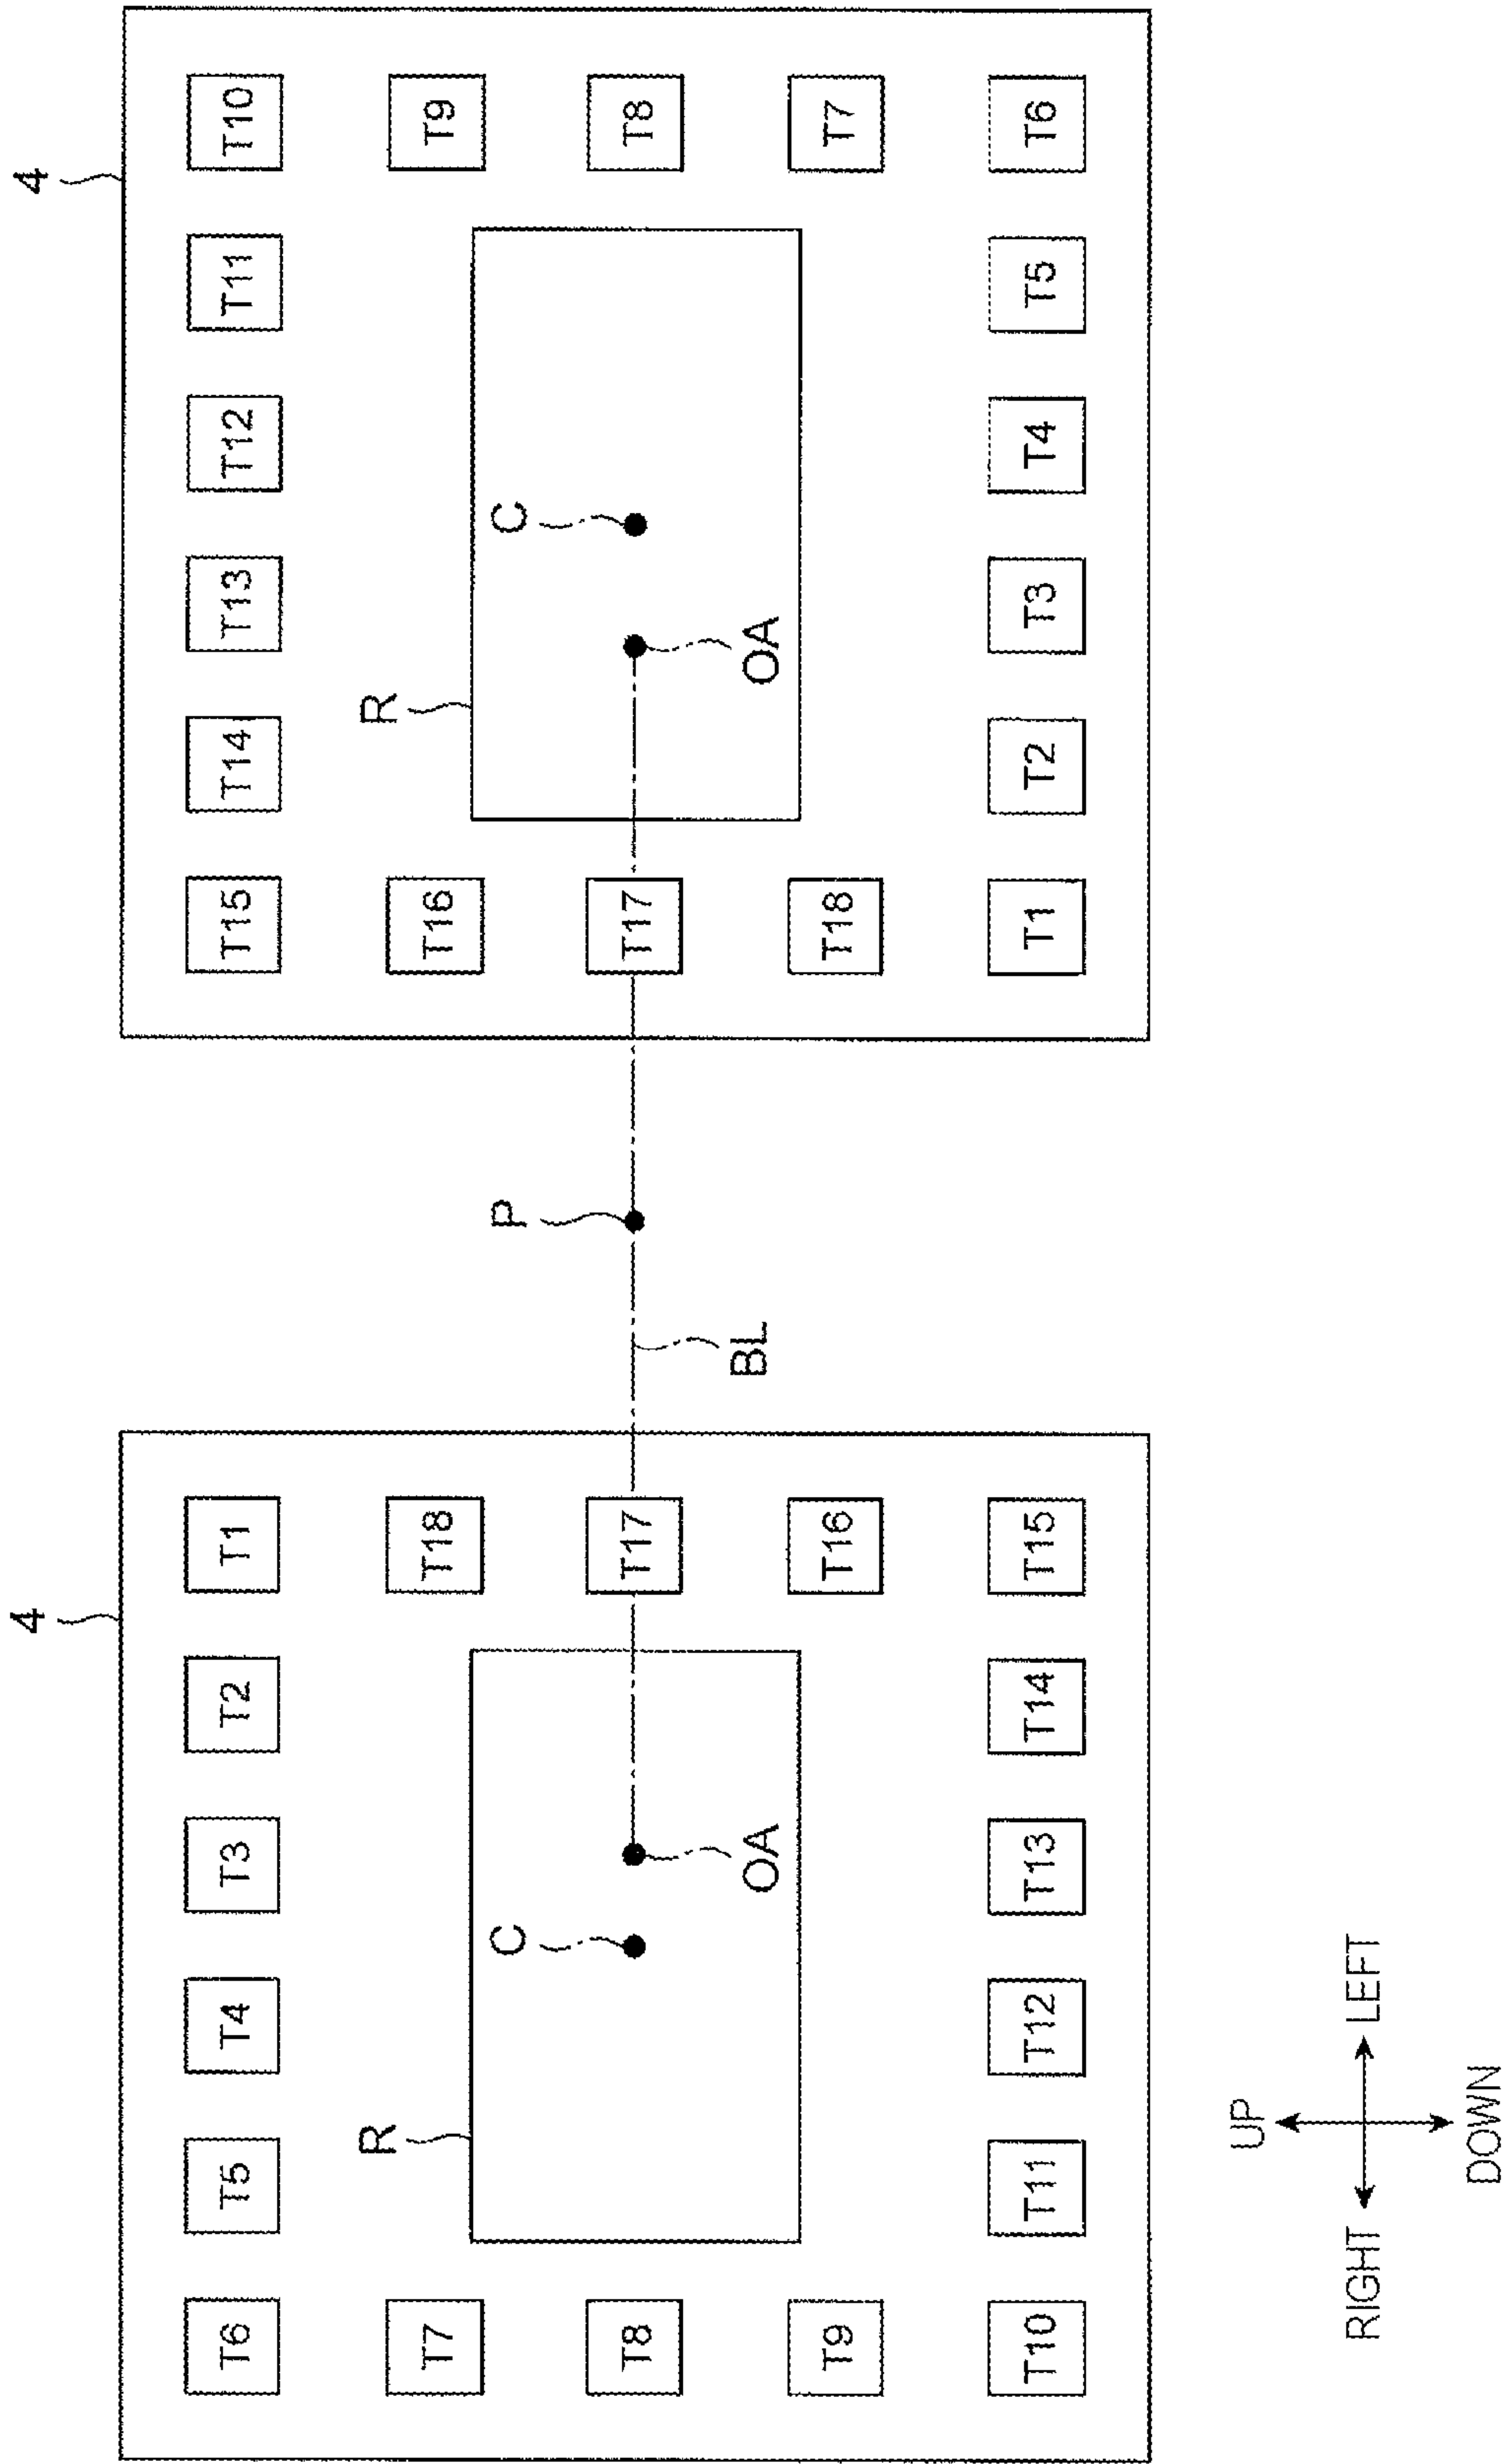 4 4
T6 T5 T4 T3 T2 T1 T15 T14 T13 T12 T11 T10
R R
T7 T18 T16 T9
C P C
T8 T17 T17 T8
OA BL OA
T9 T16 T18 T7
T10 T11 T12 T13 T14 T15 T1 T2 T3 T4 T5 T6
UP
RIGHT LEFT
DOWN